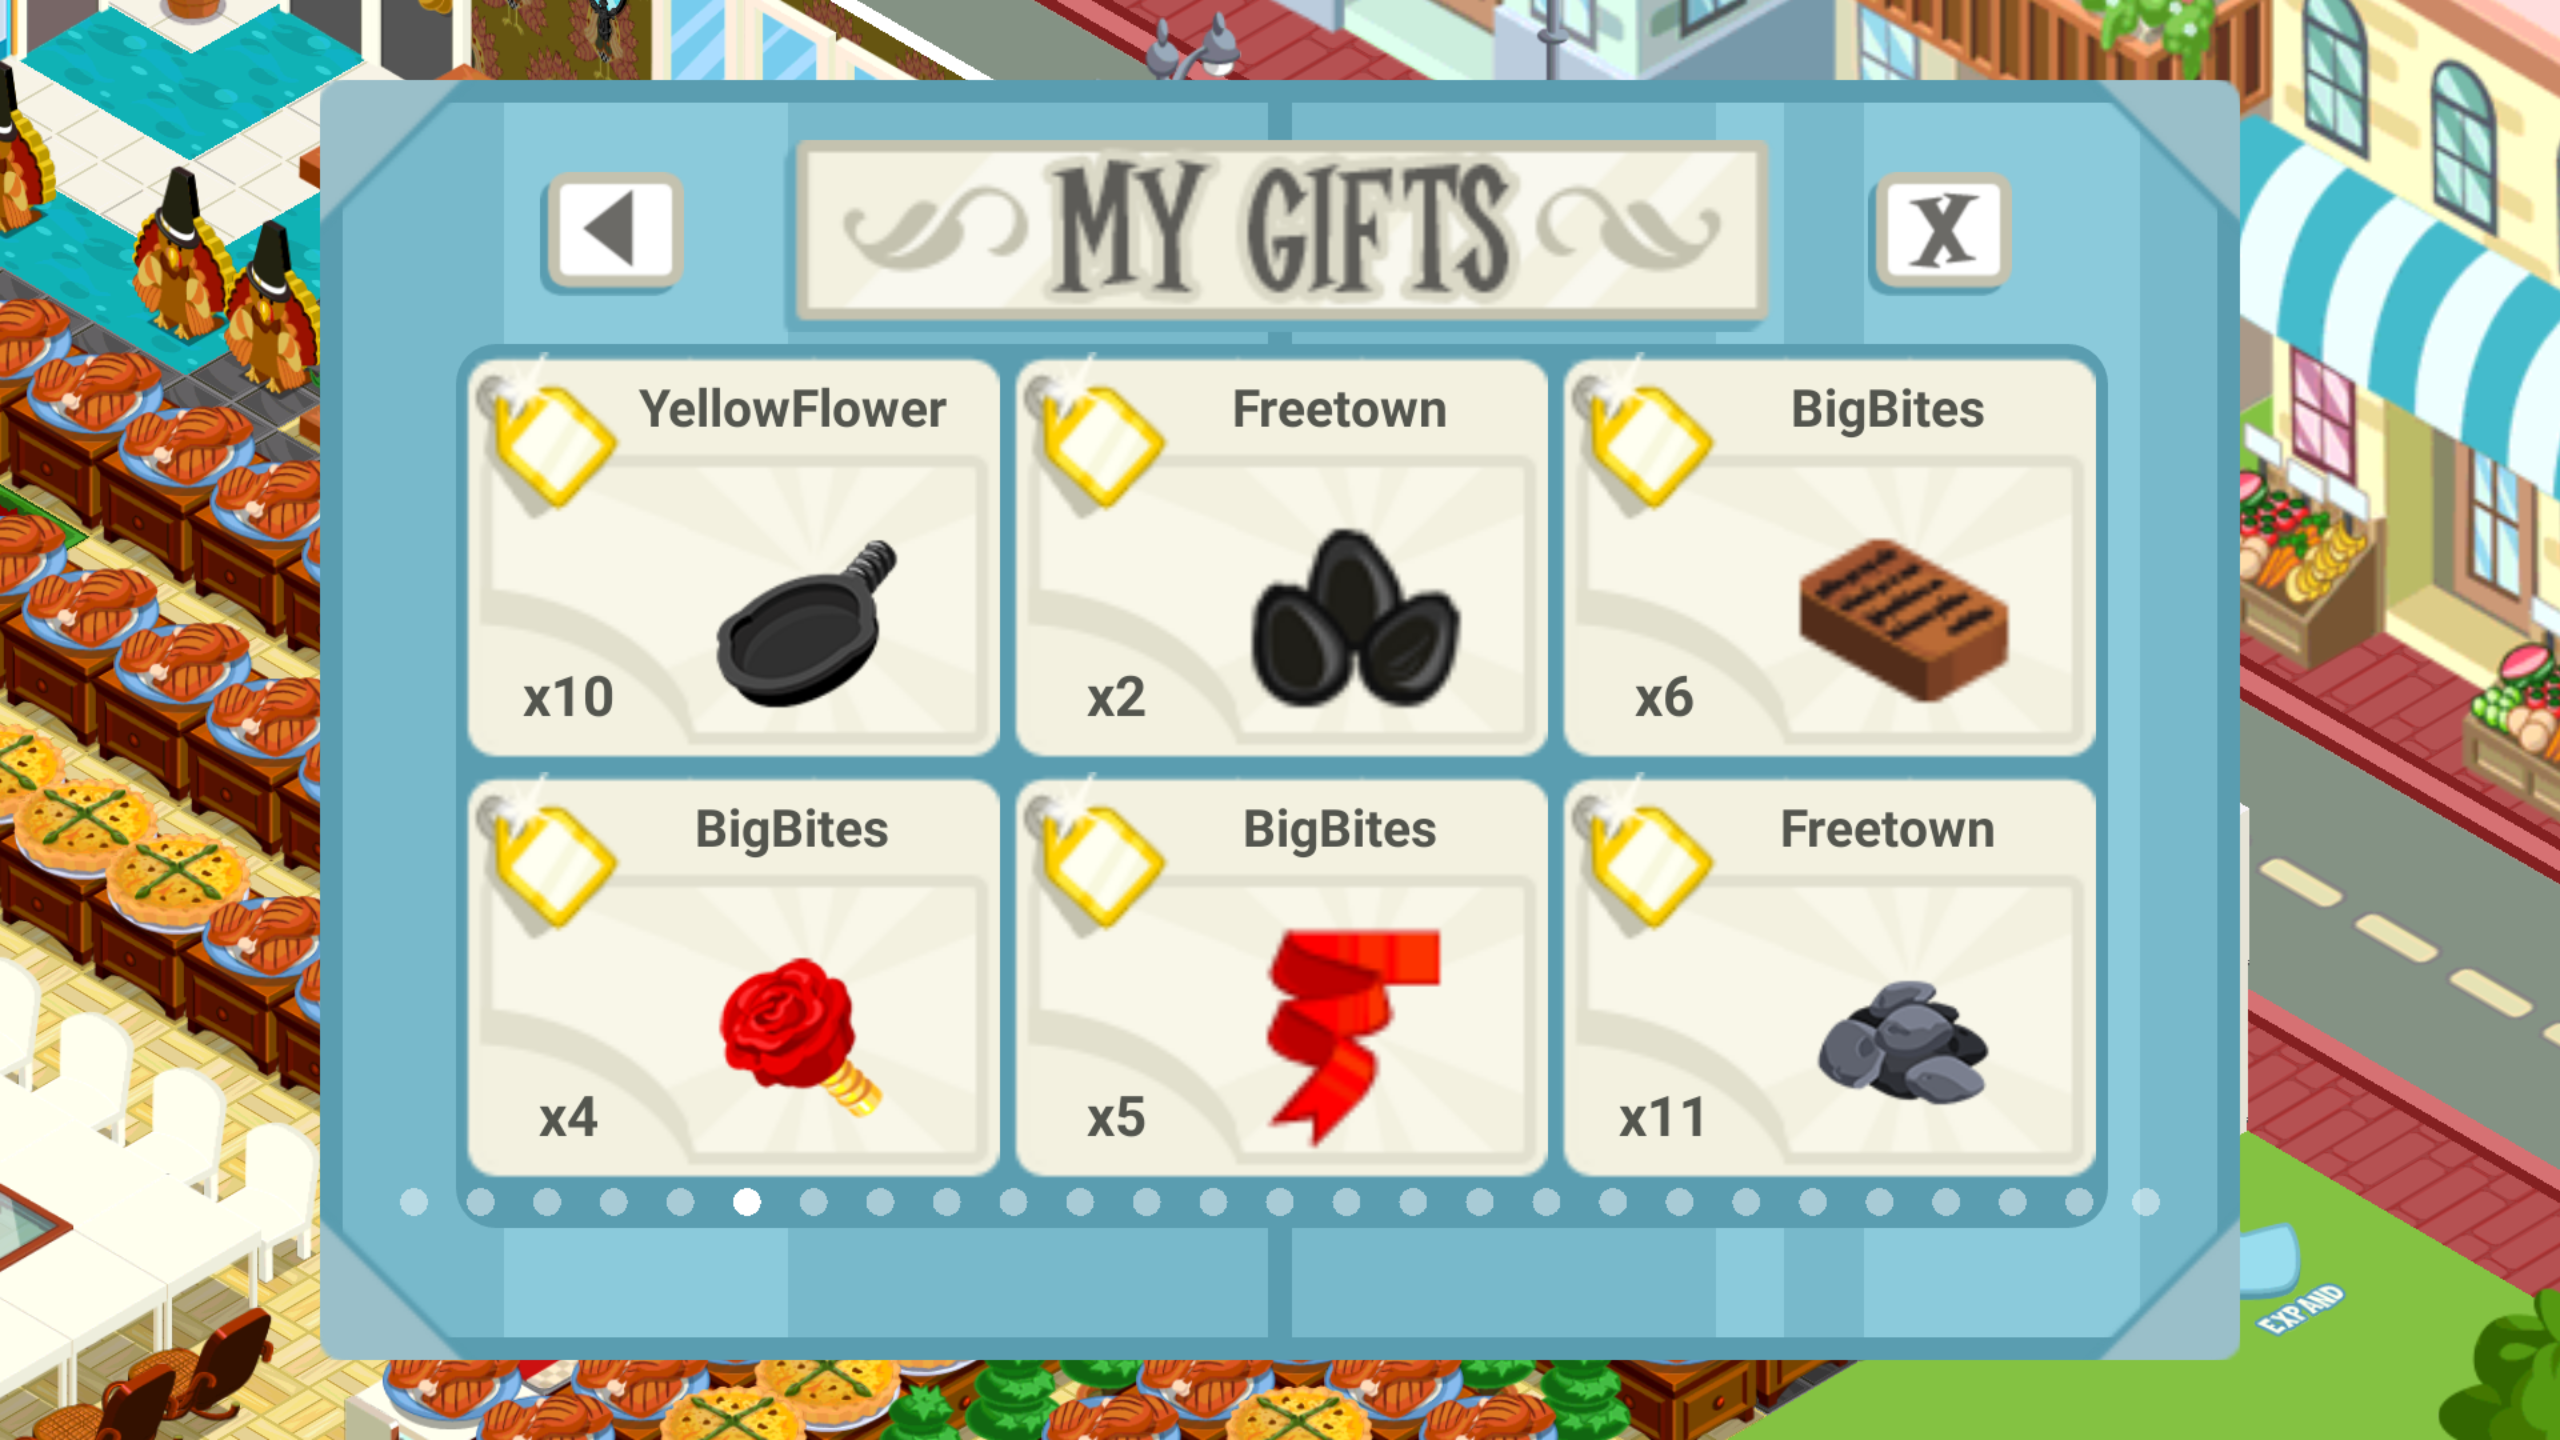 MY GIFTS
X
YellowFlower
x10
Freetown
x2
BigBites
x6
BigBites
x4
BigBites
x5
Freetown
x11
EXPAND